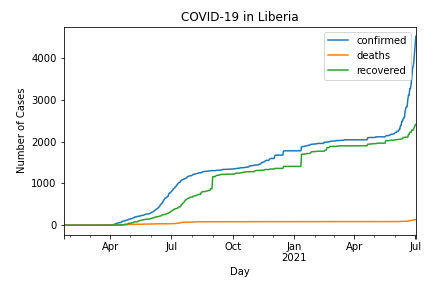 COVID-19 in Liberia
confirmed
deaths
recovered
Number of Cases
4000
3000
2000
1000
0
Apr Jul Oct Jan Apr Jul
2021
Day